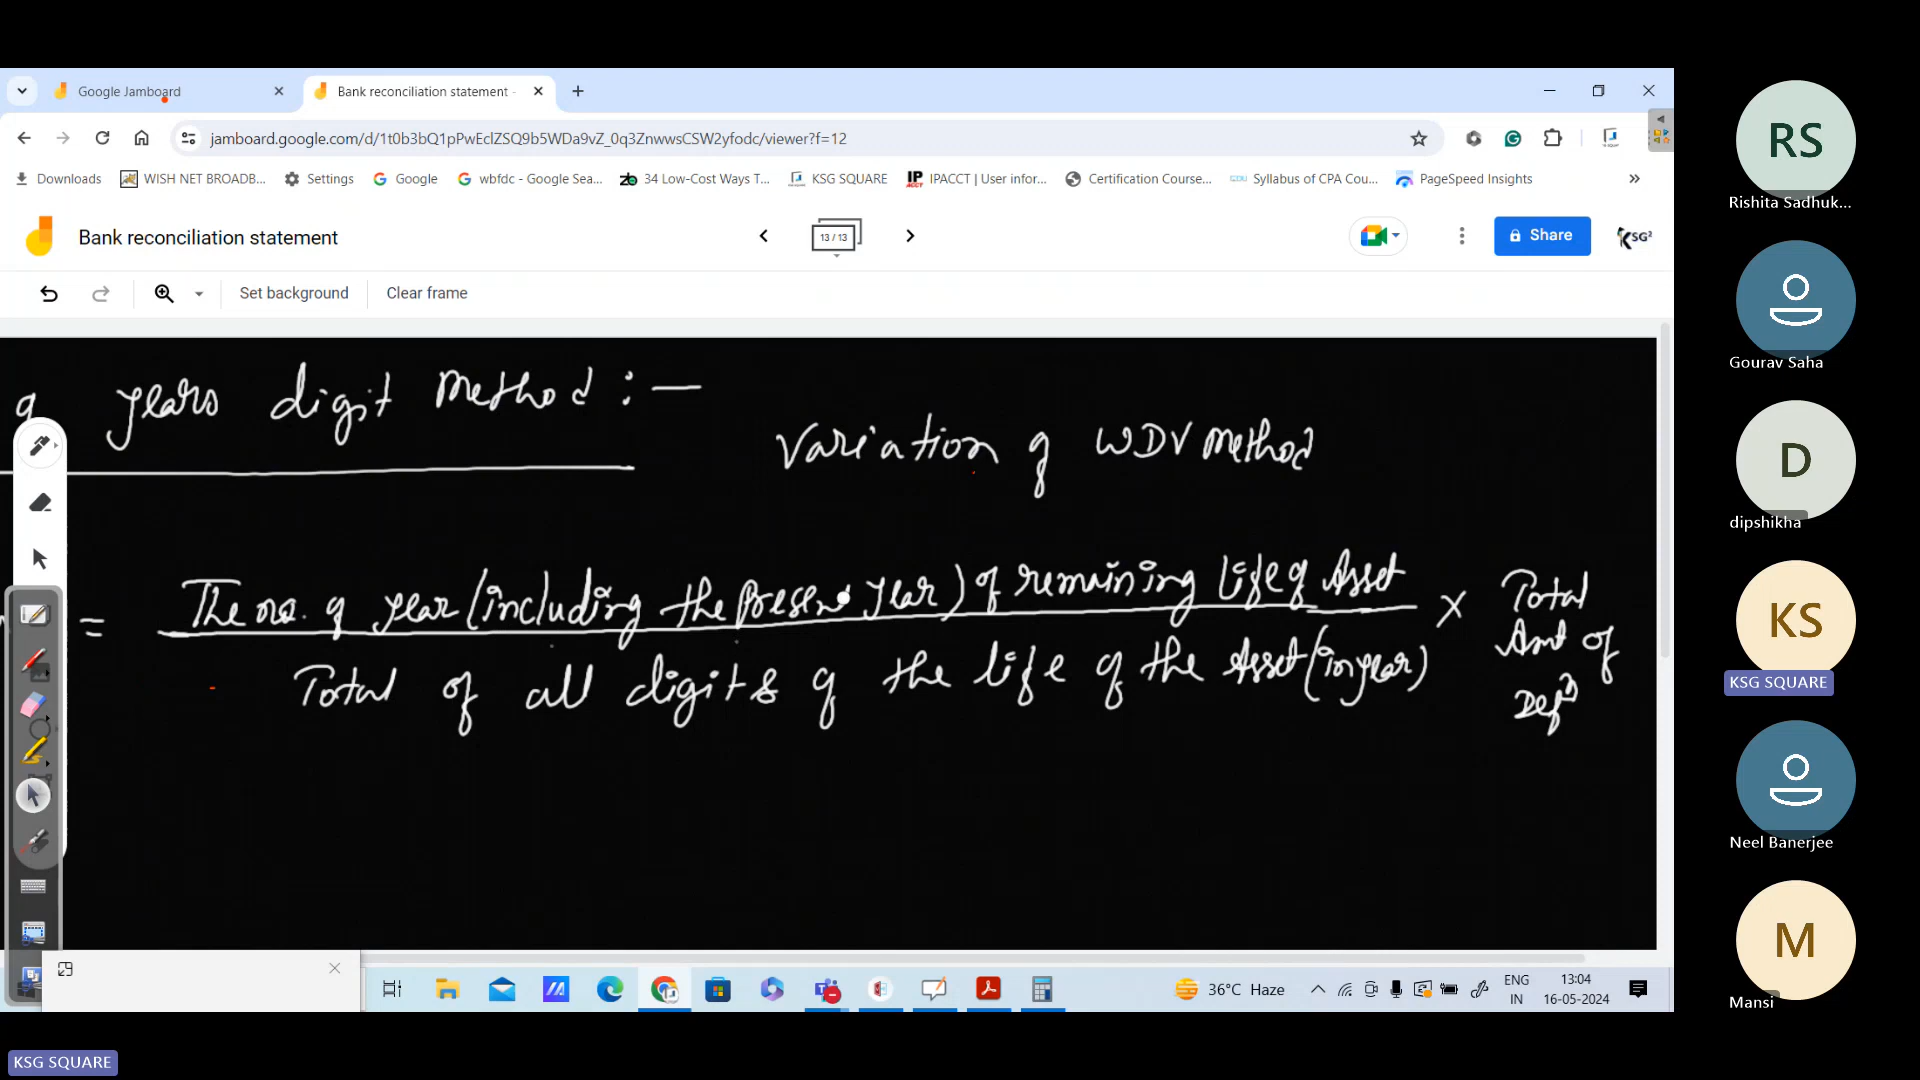 Google Jamboard
Bank reconciliation statement -
jamboard.google.com/d/1t0b3bQ1pPwEclZSQ9b5WDa9vZ_0q3ZnwwsCSW2yfodc/viewer?f=12
Downloads WISH NET BROADB... Settings Google wbfdc - Google Sea... 34 Low-Cost Ways T... KSG SQUARE IPACCT | User infor... Certification Course... Syllabus of CPA Cou... PageSpeed Insights
Bank reconciliation statement
13 / 13
Share
KSG²
Set background Clear frame
of years digit Method :—
Variation of WDV Method
= The no. of year (including the present year) of remaining life of Asset
Total of all digits of the life of the Asset (in year)
× Total
Amt of
Depn
36°C Haze
ENG
IN
13:04
16-05-2024
RS
Rishita Sadhuk...
Gourav Saha
D
dipshikha
KS
KSG SQUARE
Neel Banerjee
M
Mansi
KSG SQUARE